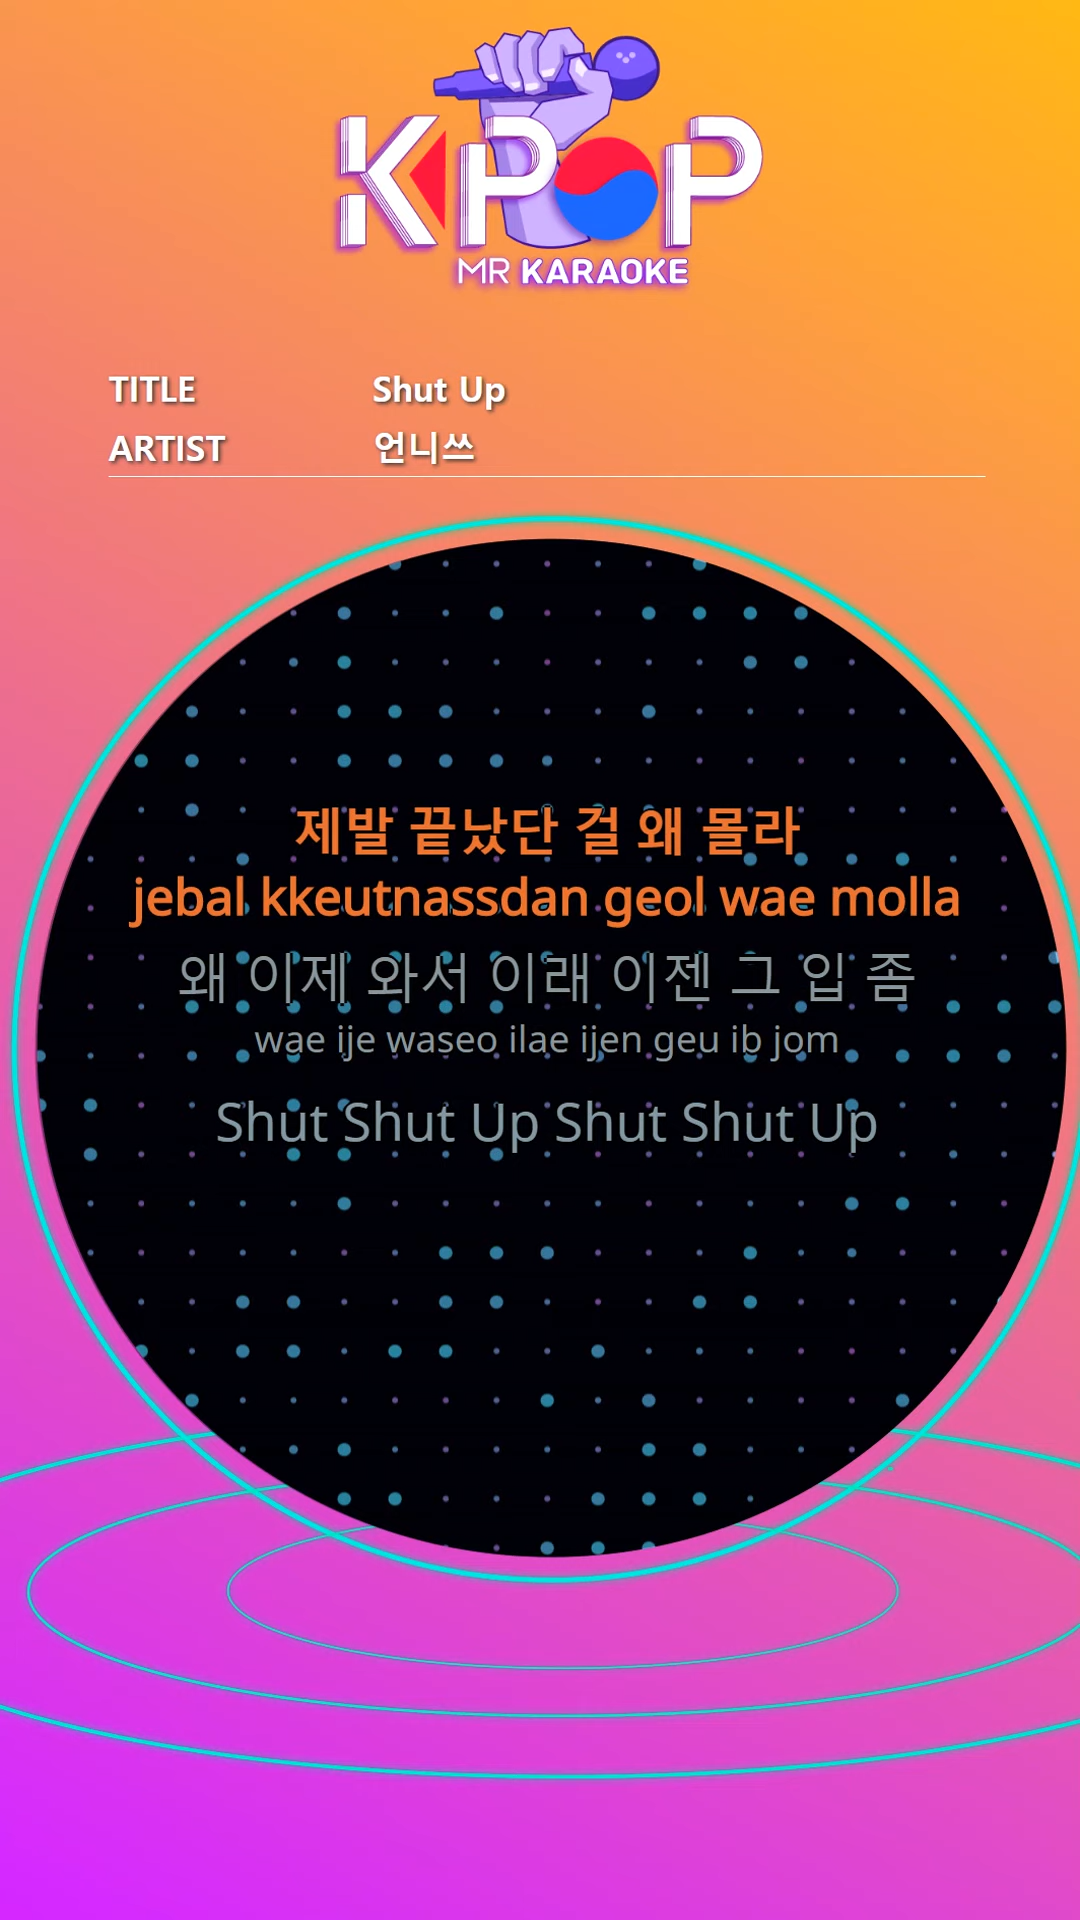 KPOP
MR KARAOKE
TITLE Shut Up
ARTIST 언니쓰
제발 끝났단 걸 왜 몰라
jebal kkeutnassdan geol wae molla
왜 이제 와서 이래 이젠 그 입 좀
wae ije waseo ilae ijen geu ib jom
Shut Shut Up Shut Shut Up